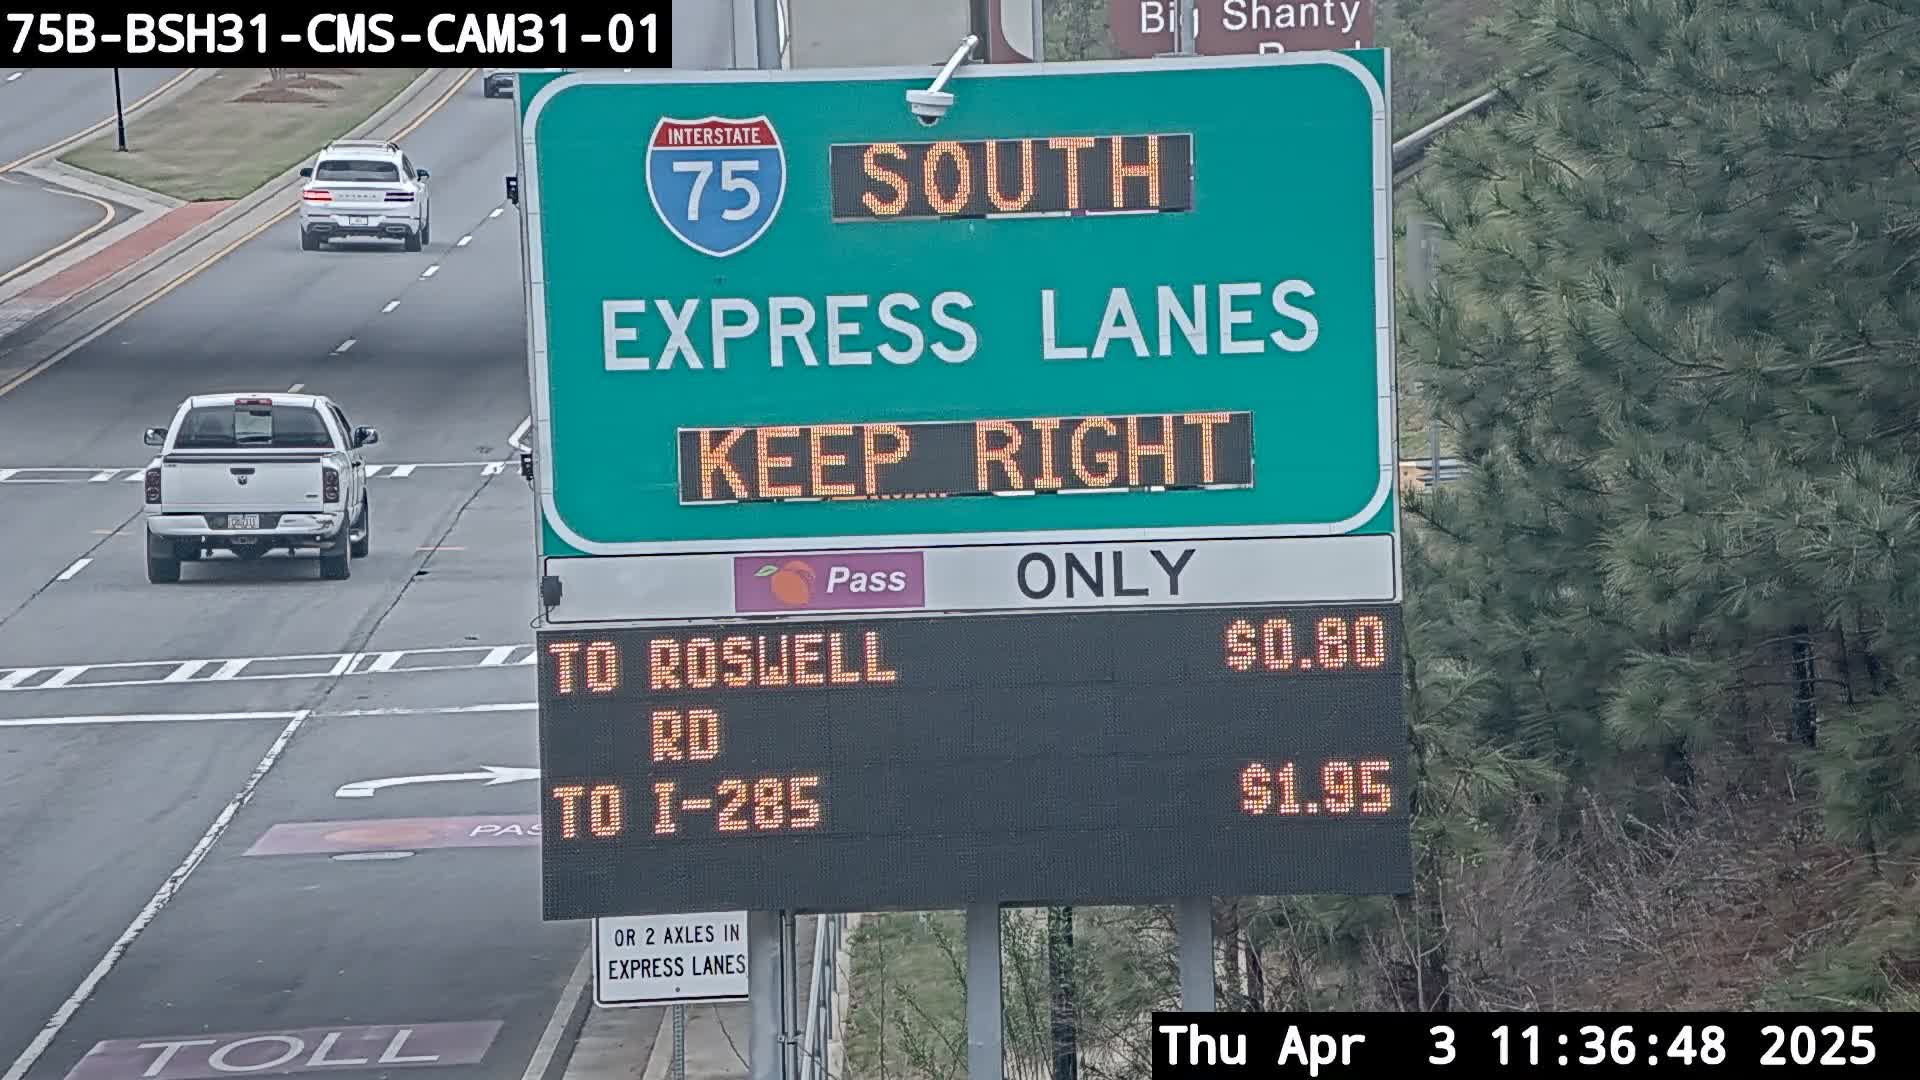 75B-BSH31-CMS-CAM31-01
Big Shanty
INTERSTATE
75
SOUTH
EXPRESS LANES
KEEP RIGHT
Pass ONLY
TO ROSWELL $0.80
RD
TO I-285 $1.95
PAS
OR 2 AXLES IN
EXPRESS LANES
TOLL
Thu Apr 3 11:36:48 2025